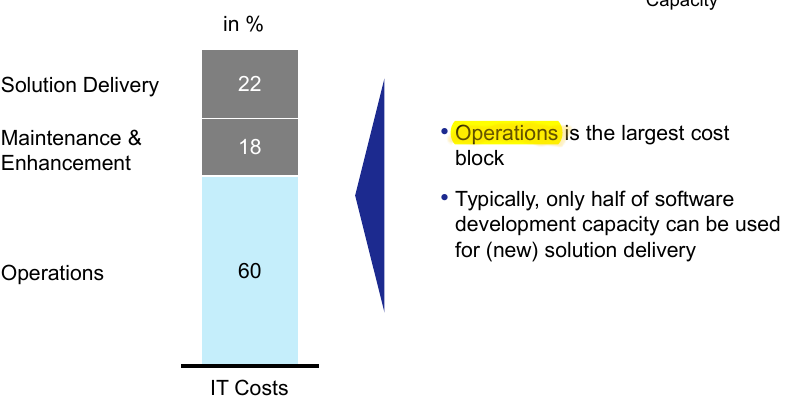 Capacity
in %
Solution Delivery
22
Maintenance &
Enhancement
18
Operations
60
IT Costs
• Operations is the largest cost
block
• Typically, only half of software
development capacity can be used
for (new) solution delivery